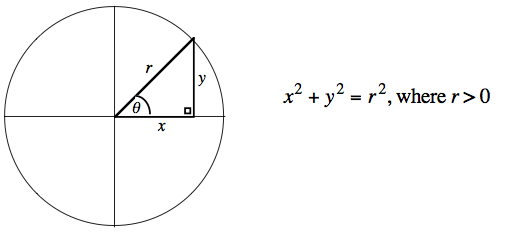 r
y
θ
x
x² + y² = r², where r > 0